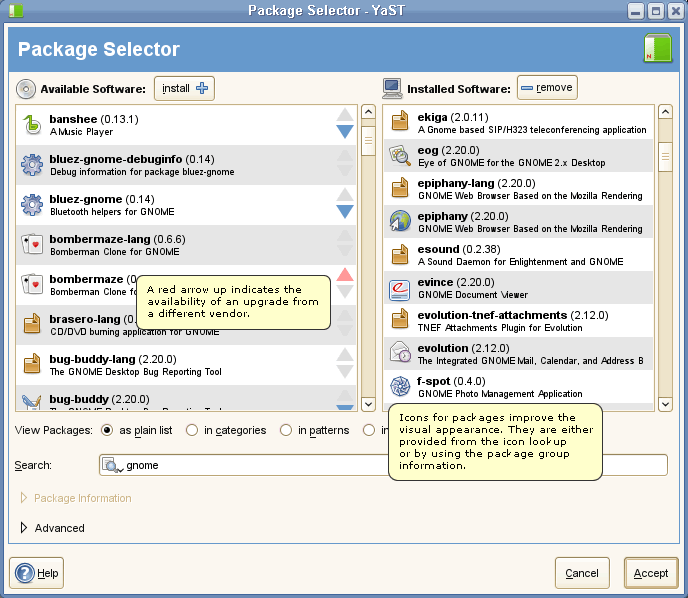 Package Selector - YaST
Package Selector
Available Software:
install
Installed Software:
remove
banshee (0.13.1)
A Music Player
bluez-gnome-debuginfo (0.14)
Debug information for package bluez-gnome
bluez-gnome (0.14)
Bluetooth helpers for GNOME
bombermaze-lang (0.6.6)
Bomberman Clone for GNOME
bombermaze (0.
Bomberman Clone fo
brasero-lang (0.
CD/DVD burning application for GNOME
bug-buddy-lang (2.20.0)
The GNOME Desktop Bug Reporting Tool
bug-buddy (2.20.0)
The GNOME Desktop Bug Reporting Tool
A red arrow up indicates the
availability of an upgrade from
a different vendor.
ekiga (2.0.11)
A Gnome based SIP/H323 teleconferencing application
eog (2.20.0)
Eye of GNOME for the GNOME 2.x Desktop
epiphany-lang (2.20.0)
GNOME Web Browser Based on the Mozilla Rendering
epiphany (2.20.0)
GNOME Web Browser Based on the Mozilla Rendering
esound (0.2.38)
A Sound Daemon for Enlightenment and GNOME
evince (2.20.0)
GNOME Document Viewer
evolution-tnef-attachments (2.12.0)
TNEF Attachments Plugin for Evolution
evolution (2.12.0)
The Integrated GNOME Mail, Calendar, and Address B
f-spot (0.4.0)
GNOME Photo Management Application
Icons for packages improve the
visual appearance. They are either
provided from the icon lookup
or by using the package group
information.
View Packages: as plain list in categories in patterns in
Search: gnome
Package Information
Advanced
Help
Cancel
Accept